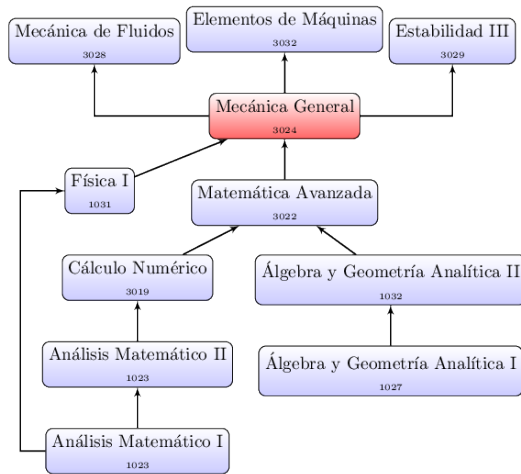 Mecánica de Fluidos
3028
Elementos de Máquinas
3032
Estabilidad III
3029
Mecánica General
3024
Física I
1031
Matemática Avanzada
3022
Cálculo Numérico
3019
Álgebra y Geometría Analítica II
1032
Análisis Matemático II
1023
Álgebra y Geometría Analítica I
1027
Análisis Matemático I
1023